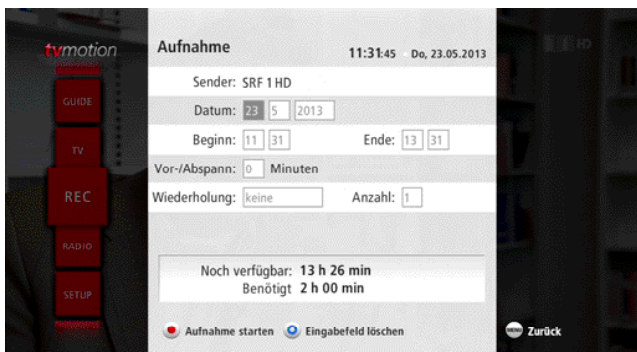 tvmotion
Aufnahme
11:31:45 Do, 23.05.2013
HD
Sender: SRF 1 HD
GUIDE
Datum: 23 5 2013
TV
Beginn: 11 31 Ende: 13 31
Vor-/Abspann: 0 Minuten
REC
Wiederholung: keine Anzahl: 1
RADIO
Noch verfügbar: 13 h 26 min
Benötigt 2 h 00 min
SETUP
Aufnahme starten Eingabefeld löschen
MENU Zurück